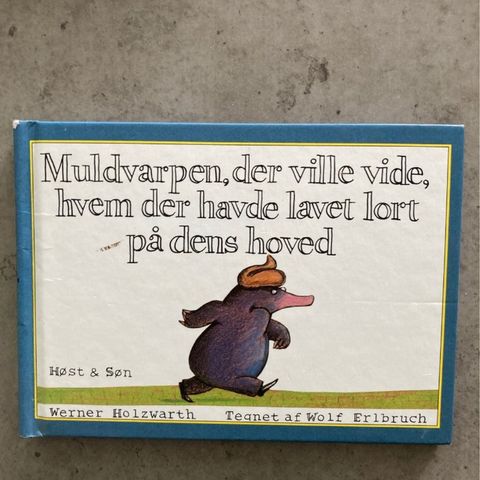 Muldvarpen, der ville vide,
hvem der havde lavet lort
på dens hoved
Høst & Søn
Werner Holzwarth Tegnet af Wolf Erlbruch